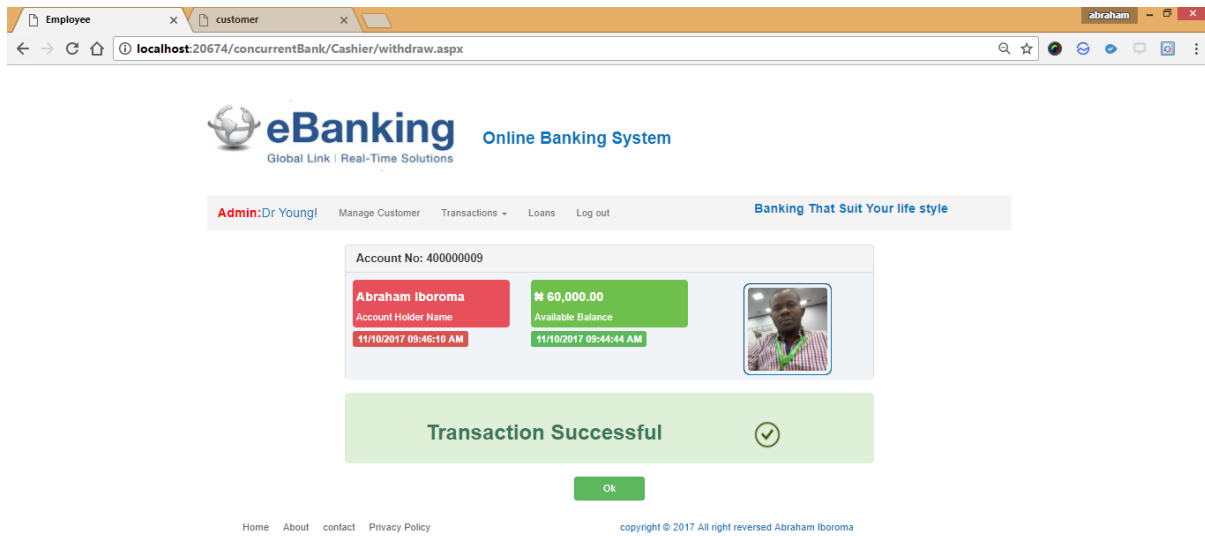 Employee
customer
abraham
localhost:20674/concurrentBank/Cashier/withdraw.aspx
eBanking
Global Link | Real-Time Solutions
Online Banking System
Admin:Dr Young! Manage Customer Transactions Loans Log out
Banking That Suit Your life style
Account No: 400000009
Abraham Iboroma
Account Holder Name
11/10/2017 09:46:10 AM
₦ 60,000.00
Available Balance
11/10/2017 09:44:44 AM
Transaction Successful
Ok
Home About contact Privacy Policy
copyright © 2017 All right reversed Abraham Iboroma